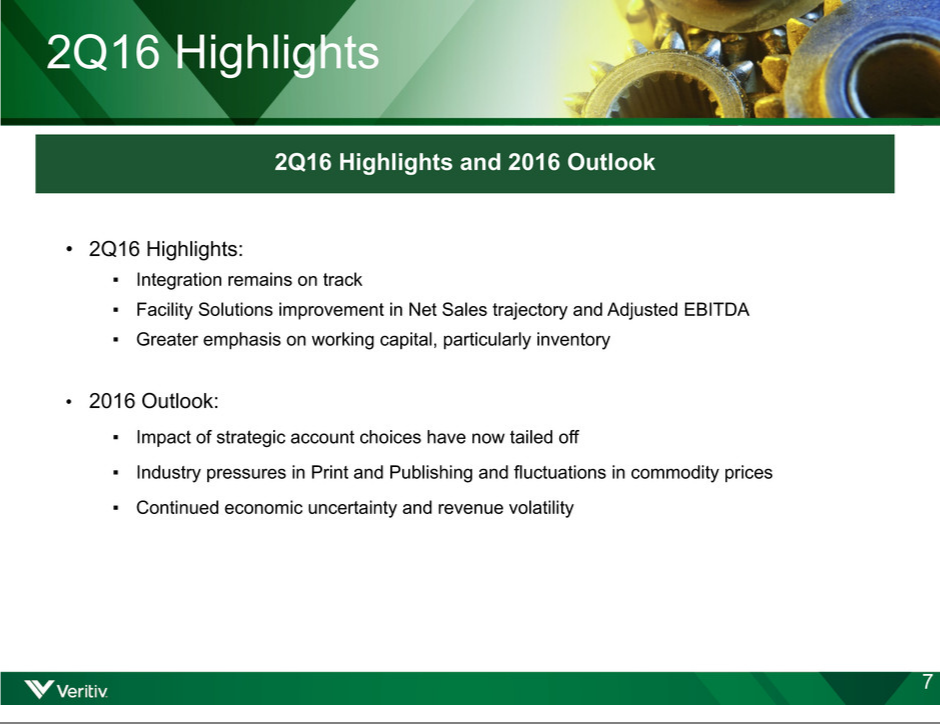 2Q16 Highlights
2Q16 Highlights and 2016 Outlook
• 2Q16 Highlights:
▪ Integration remains on track
▪ Facility Solutions improvement in Net Sales trajectory and Adjusted EBITDA
▪ Greater emphasis on working capital, particularly inventory
• 2016 Outlook:
▪ Impact of strategic account choices have now tailed off
▪ Industry pressures in Print and Publishing and fluctuations in commodity prices
▪ Continued economic uncertainty and revenue volatility
Veritiv
7